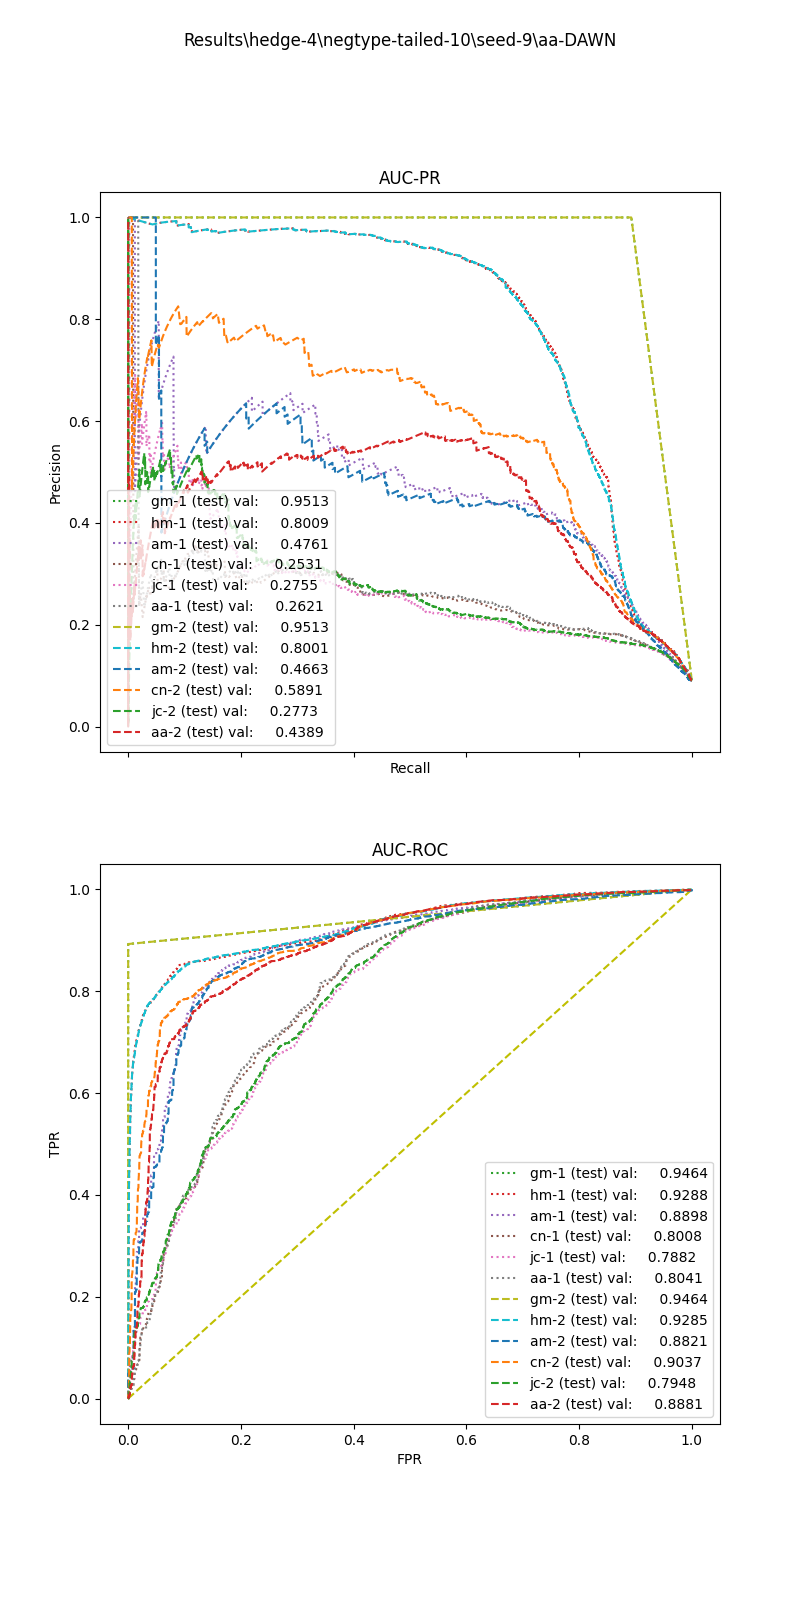 Results\hedge-4\negtype-tailed-10\seed-9\aa-DAWN
AUC-PR
1.0
0.8
0.6
0.4
0.2
0.0
Precision
gm-1 (test) val: 0.9513
hm-1 (test) val: 0.8009
am-1 (test) val: 0.4761
cn-1 (test) val: 0.2531
jc-1 (test) val: 0.2755
aa-1 (test) val: 0.2621
gm-2 (test) val: 0.9513
hm-2 (test) val: 0.8001
am-2 (test) val: 0.4663
cn-2 (test) val: 0.5891
jc-2 (test) val: 0.2773
aa-2 (test) val: 0.4389
Recall
AUC-ROC
1.0
0.8
0.6
0.4
0.2
0.0
TPR
gm-1 (test) val: 0.9464
hm-1 (test) val: 0.9288
am-1 (test) val: 0.8898
cn-1 (test) val: 0.8008
jc-1 (test) val: 0.7882
aa-1 (test) val: 0.8041
gm-2 (test) val: 0.9464
hm-2 (test) val: 0.9285
am-2 (test) val: 0.8821
cn-2 (test) val: 0.9037
jc-2 (test) val: 0.7948
aa-2 (test) val: 0.8881
0.0 0.2 0.4 0.6 0.8 1.0
FPR